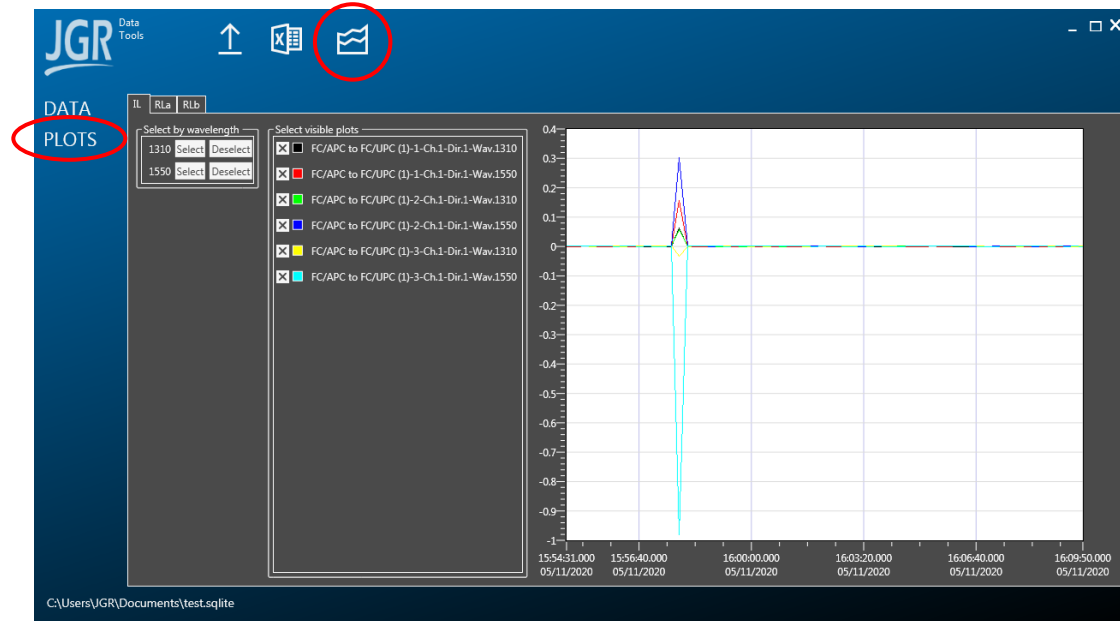 JGR Data Tools
DATA
PLOTS
IL RLa RLb
Select by wavelength
1310 Select Deselect
1550 Select Deselect
Select visible plots
FC/APC to FC/UPC (1)-1-Ch.1-Dir.1-Wav.1310
FC/APC to FC/UPC (1)-1-Ch.1-Dir.1-Wav.1550
FC/APC to FC/UPC (1)-2-Ch.1-Dir.1-Wav.1310
FC/APC to FC/UPC (1)-2-Ch.1-Dir.1-Wav.1550
FC/APC to FC/UPC (1)-3-Ch.1-Dir.1-Wav.1310
FC/APC to FC/UPC (1)-3-Ch.1-Dir.1-Wav.1550
0.4
0.3
0.2
0.1
0
-0.1
-0.2
-0.3
-0.4
-0.5
-0.6
-0.7
-0.8
-0.9
-1
15:54:31.000 15:56:40.000 16:00:00.000 16:03:20.000 16:06:40.000 16:09:50.000
05/11/2020 05/11/2020 05/11/2020 05/11/2020 05/11/2020 05/11/2020
C:\Users\JGR\Documents\test.sqlite